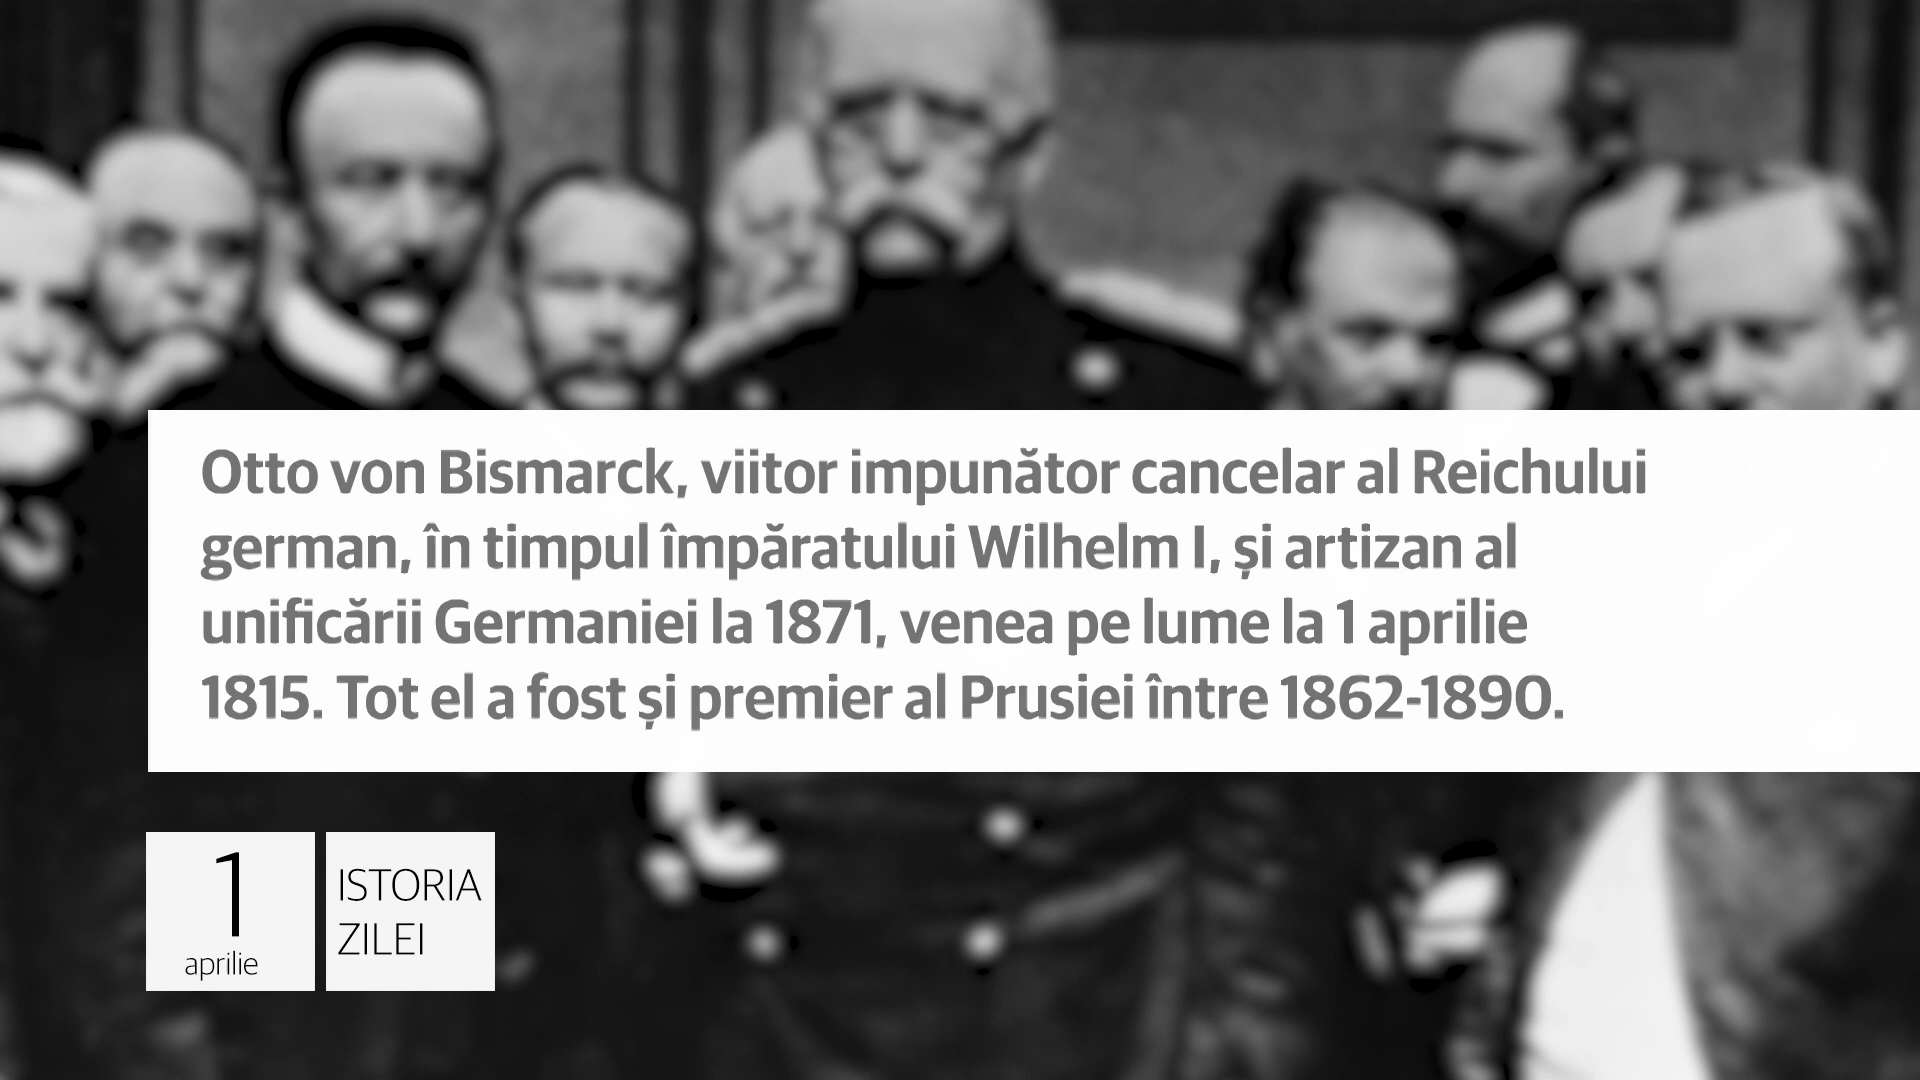 Otto von Bismarck, viitor impunător cancelar al Reichului
german, în timpul împăratului Wilhelm I, și artizan al
unificării Germaniei la 1871, venea pe lume la 1 aprilie
1815. Tot el a fost și premier al Prusiei între 1862-1890.
1
aprilie
ISTORIA
ZILEI